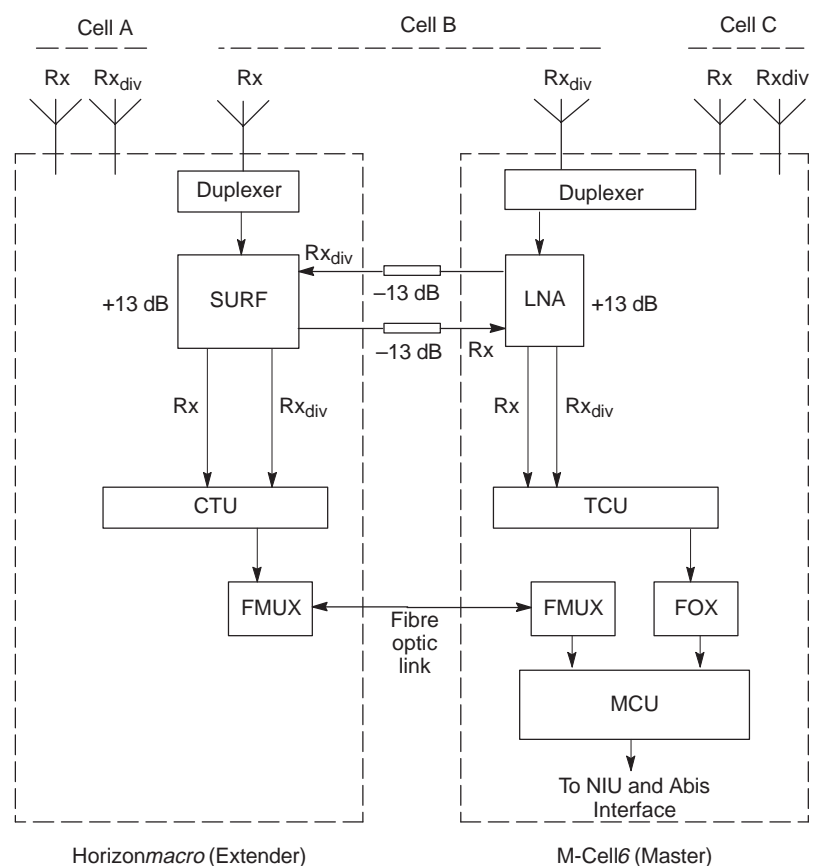 Cell A
Cell B
Cell C
Rx
Rxdiv
Rx
Rxdiv
Rx
Rxdiv
Duplexer
Duplexer
Rxdiv
+13 dB
SURF
–13 dB
LNA
+13 dB
–13 dB
Rx
Rx
Rxdiv
Rx
Rxdiv
CTU
TCU
FMUX
Fibre
optic
link
FMUX
FOX
MCU
To NIU and Abis
Interface
Horizonmacro (Extender)
M-Cell6 (Master)